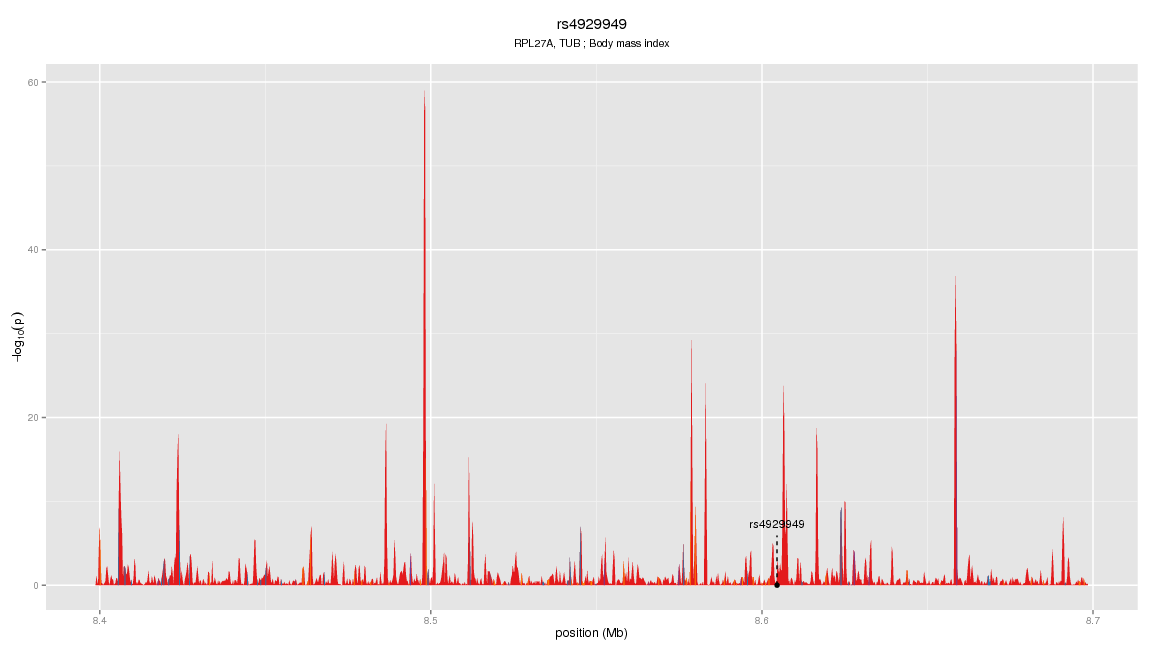 rs4929949
RPL27A, TUB ; Body mass index
60
40
20
0
−log10(p)
rs4929949
8.4
8.5
8.6
8.7
position (Mb)